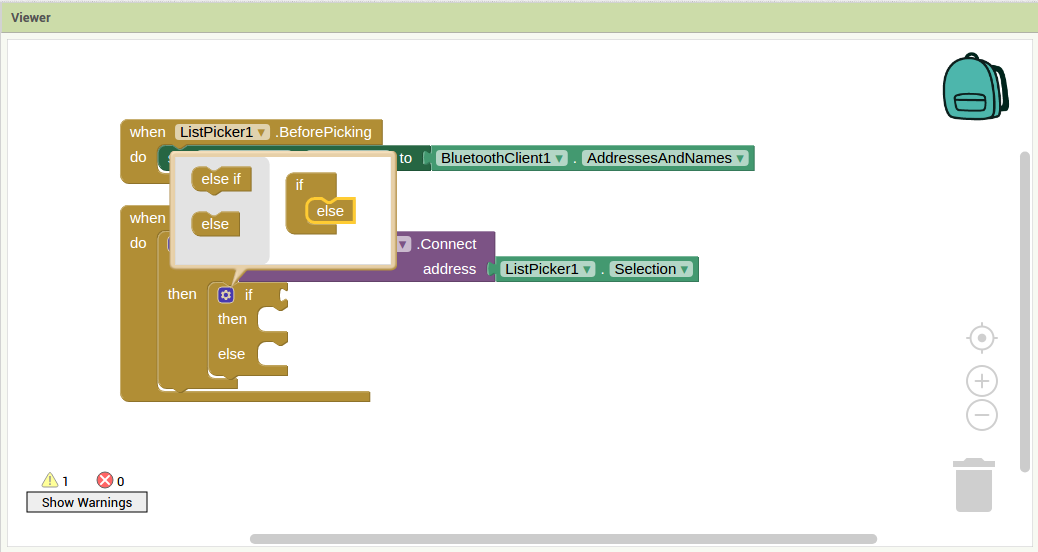 Viewer
when ListPicker1 .BeforePicking
do to BluetoothClient1 . AddressesAndNames
else if
if
else
else
when
do .Connect
address ListPicker1 . Selection
then if
then
else
1 0
Show Warnings